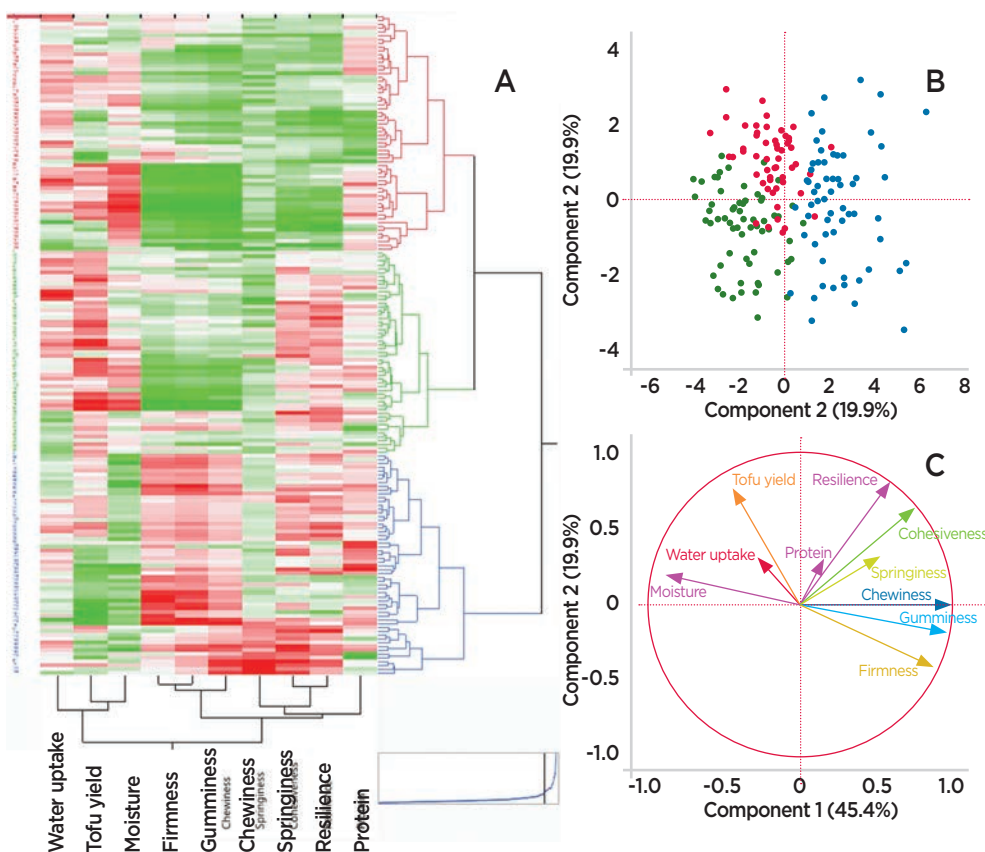 A
Water uptake
Tofu yield
Moisture
Firmness
Gumminess
Chewiness
Chewiness
Springiness
Springiness
Cohesiveness
Resilience
Protein
B
4
2
0
-2
-4
Component 2 (19.9%)
-6
-4
-2
0
2
4
6
8
Component 2 (19.9%)
C
1.0
0.5
0
-0.5
-1.0
Component 2 (19.9%)
Tofu yield
Resilience
Cohesiveness
Water uptake
Protein
Springiness
Moisture
Chewiness
Gumminess
Firmness
-1.0
-0.5
0
0.5
1.0
Component 1 (45.4%)